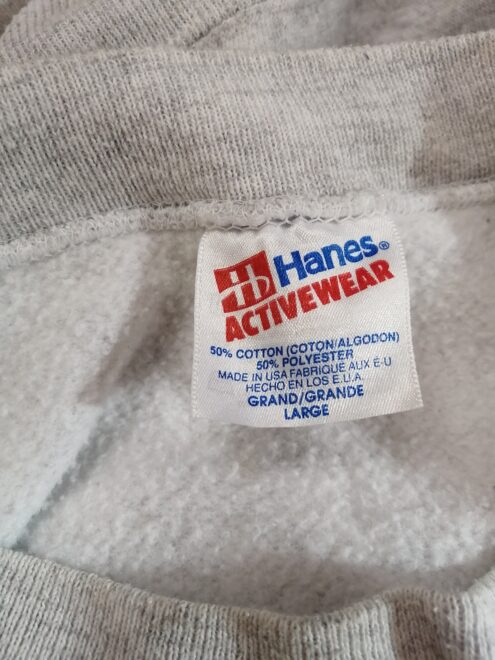 Hanes®
ACTIVEWEAR
50% COTTON (COTON/ALGODON)
50% POLYESTER
MADE IN USA FABRIQUE AUX É-U
HECHO EN LOS E.U.A.
GRAND/GRANDE
LARGE